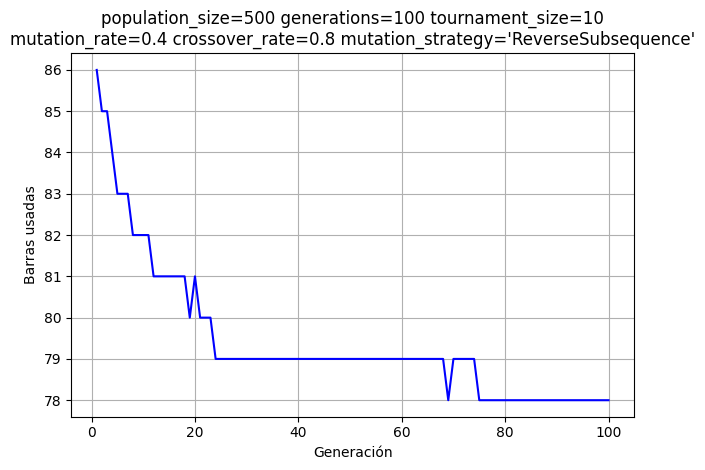 population_size=500 generations=100 tournament_size=10
mutation_rate=0.4 crossover_rate=0.8 mutation_strategy='ReverseSubsequence'
86
85
84
83
82
81
80
79
78
Barras usadas
0 20 40 60 80 100
Generación